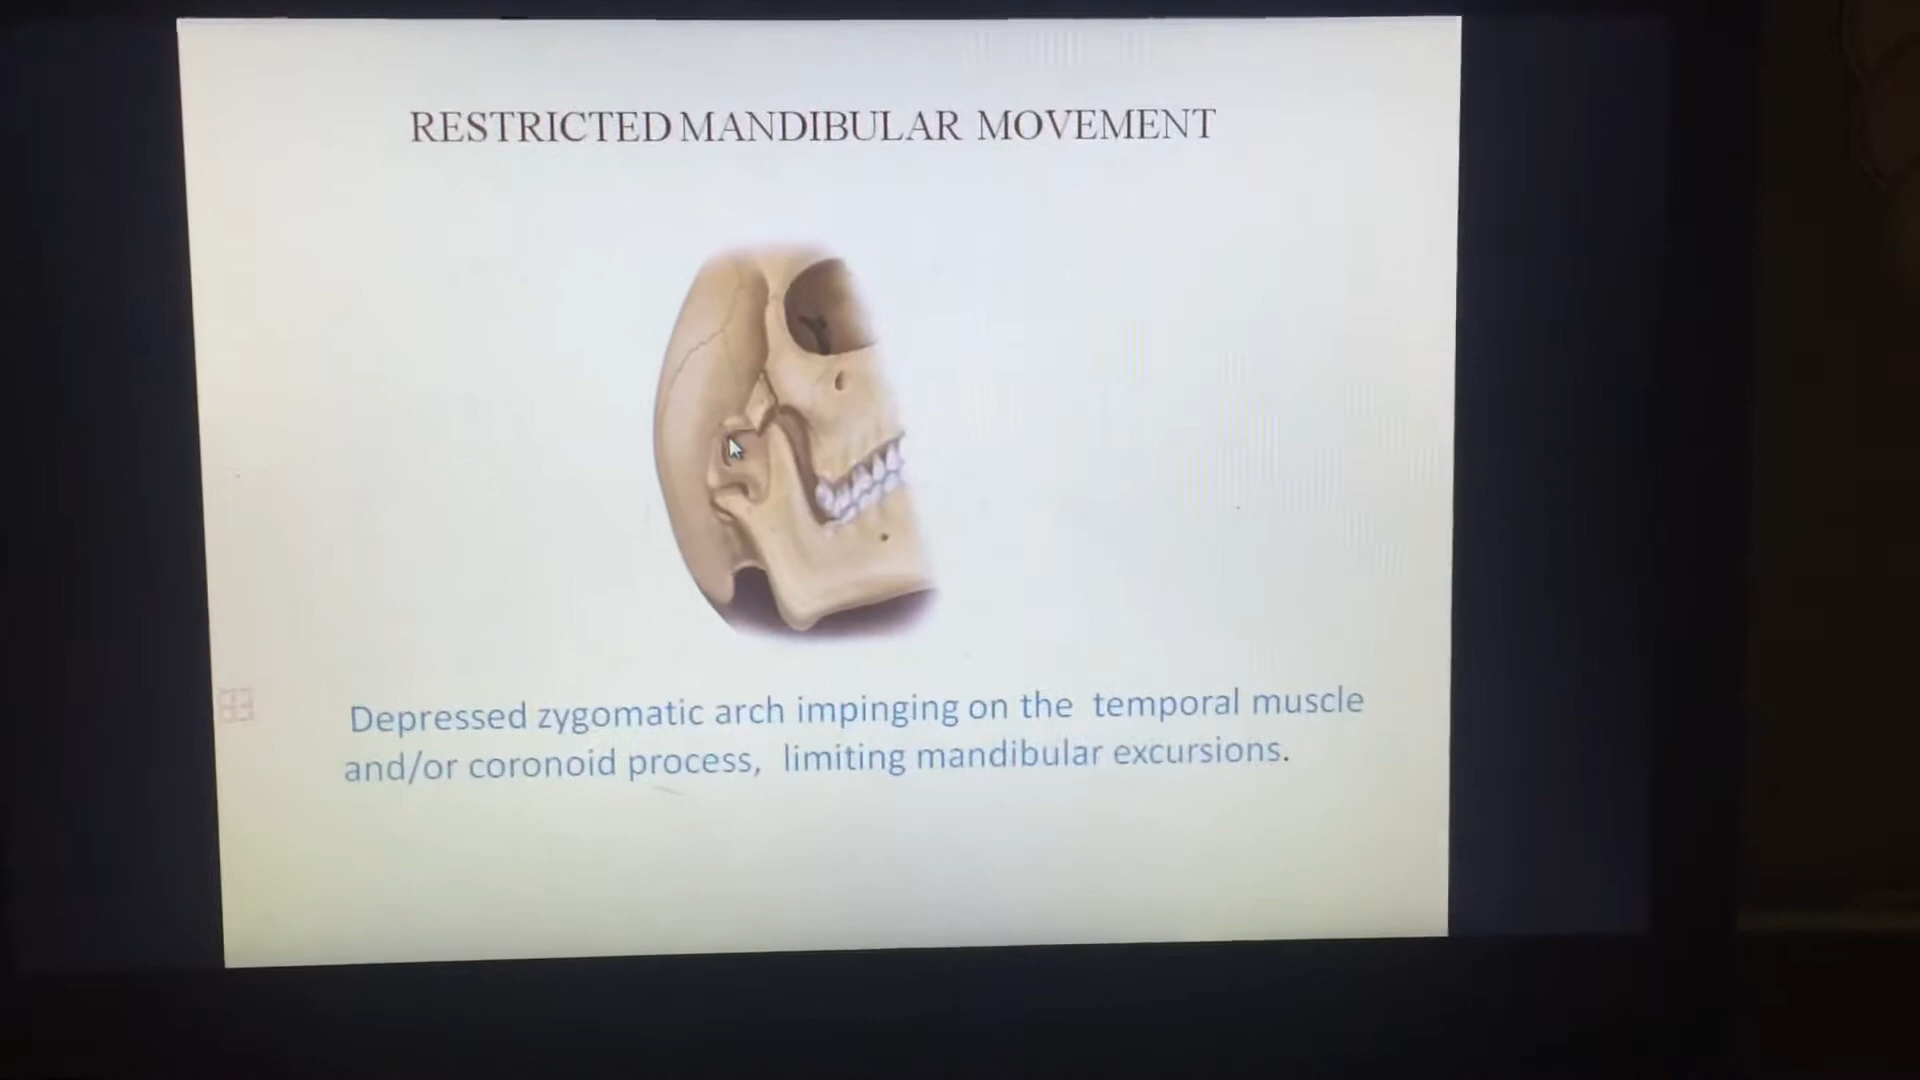 RESTRICTED MANDIBULAR MOVEMENT
Depressed zygomatic arch impinging on the temporal muscle
and/or coronoid process, limiting mandibular excursions.